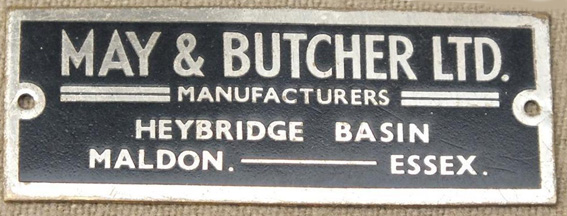 MAY & BUTCHER LTD.
MANUFACTURERS
HEYBRIDGE BASIN
MALDON. ——— ESSEX.